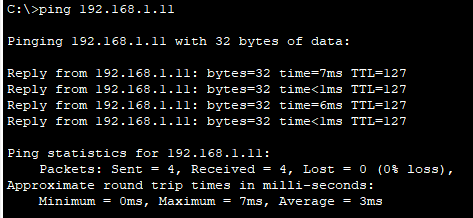 C:\>ping 192.168.1.11
Pinging 192.168.1.11 with 32 bytes of data:
Reply from 192.168.1.11: bytes=32 time=7ms TTL=127
Reply from 192.168.1.11: bytes=32 time<1ms TTL=127
Reply from 192.168.1.11: bytes=32 time=6ms TTL=127
Reply from 192.168.1.11: bytes=32 time<1ms TTL=127
Ping statistics for 192.168.1.11:
    Packets: Sent = 4, Received = 4, Lost = 0 (0% loss),
Approximate round trip times in milli-seconds:
    Minimum = 0ms, Maximum = 7ms, Average = 3ms